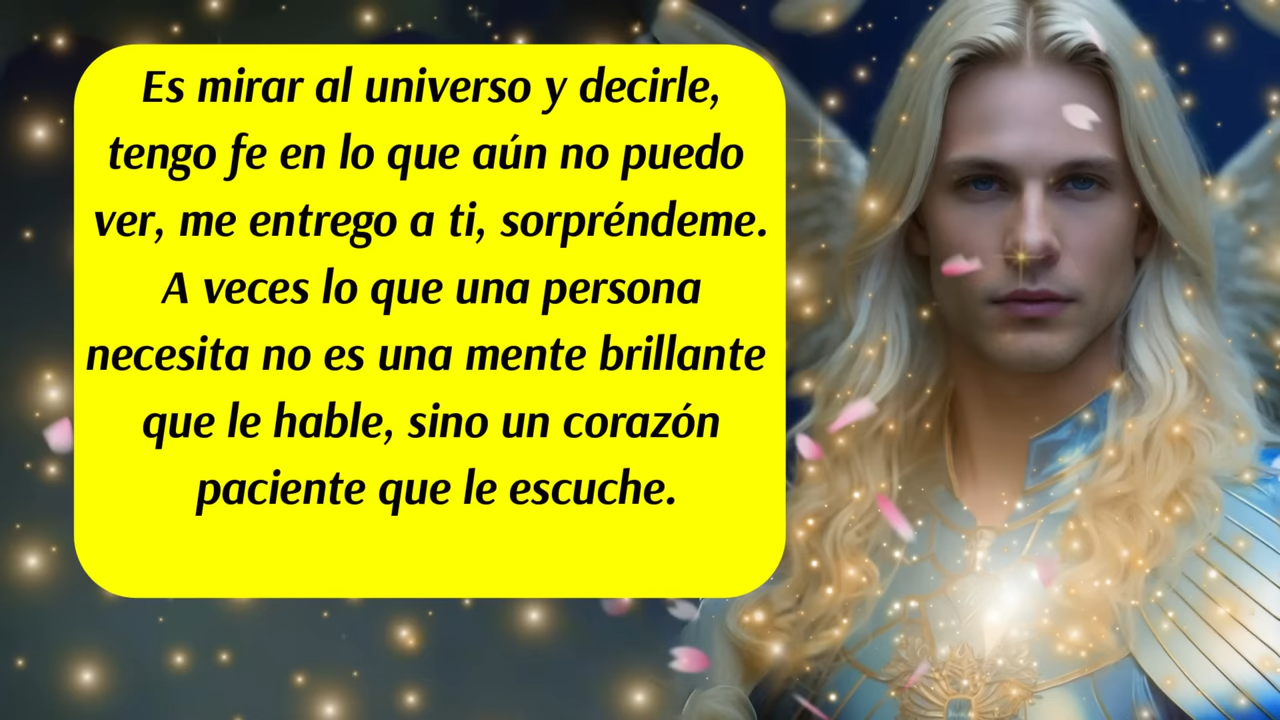 Es mirar al universo y decirle,
tengo fe en lo que aún no puedo
ver, me entrego a ti, sorpréndeme.
A veces lo que una persona
necesita no es una mente brillante
que le hable, sino un corazón
paciente que le escuche.